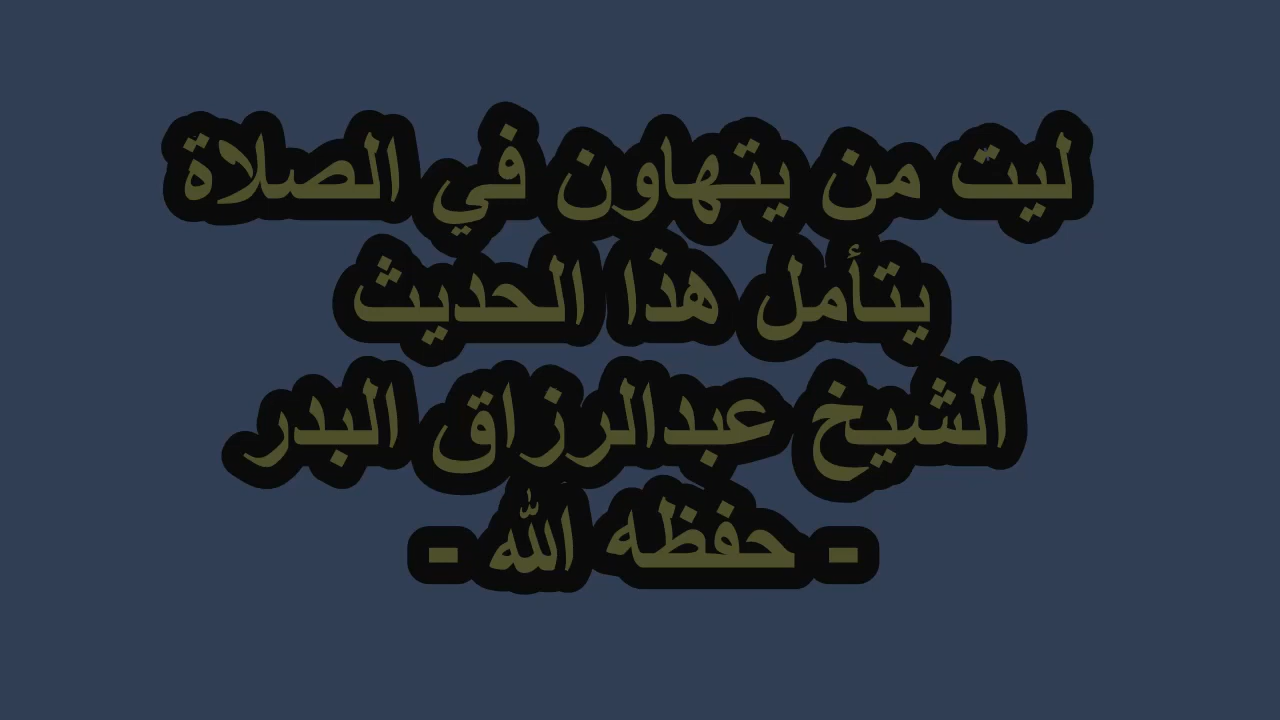 ليت من يتهاون في الصلاة
يتأمل هذا الحديث
الشيخ عبدالرزاق البدر
- حفظه الله -